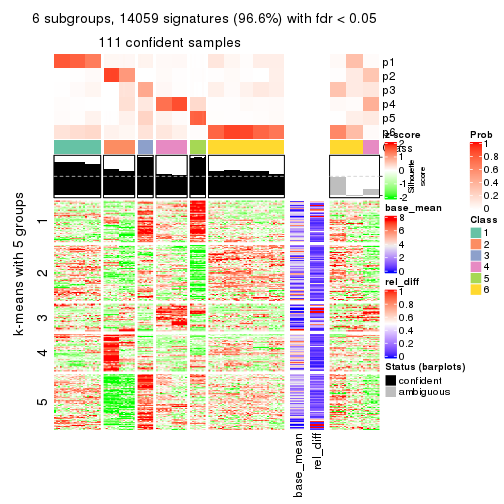 6 subgroups, 14059 signatures (96.6%) with fdr < 0.05
111 confident samples
p1
p2
p3
p4
p5
p6
Class
Silhouette
score
k-means with 5 groups
1
2
3
4
5
base_mean
rel_diff
z-score
2
1
0
-1
-2
base_mean
8
6
4
2
0
rel_diff
1
0.8
0.6
0.4
0.2
0
Status (barplots)
confident
ambiguous
Prob
1
0.8
0.6
0.4
0.2
0
Class
1
2
3
4
5
6